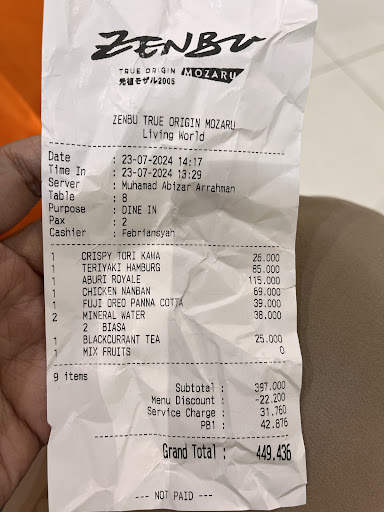 ZENBU
TRUE ORIGIN MOZARU
元祖モザル2005
ZENBU TRUE ORIGIN MOZARU
Living World
Date : 23-07-2024 14:17
Time In : 23-07-2024 13:29
Server : Muhamad Abizar Arrahman
Table : 8
Purpose : DINE IN
Pax : 2
Cashier : Febriansyah
1 CRISPY TORI KAWA 26.000
1 TERIYAKI HAMBURG 85.000
1 ABURI ROYALE 115.000
1 CHICKEN NANBAN 69.000
1 FUJI OREO PANNA COTTA 39.000
2 MINERAL WATER 38.000
2 BIASA
1 BLACKCURRANT TEA 25.000
1 MIX FRUITS 0
9 items
Subtotal : 397.000
Menu Discount : -22.200
Service Charge : 31.760
PB1 : 42.876
Grand Total : 449.436
--- NOT PAID ---